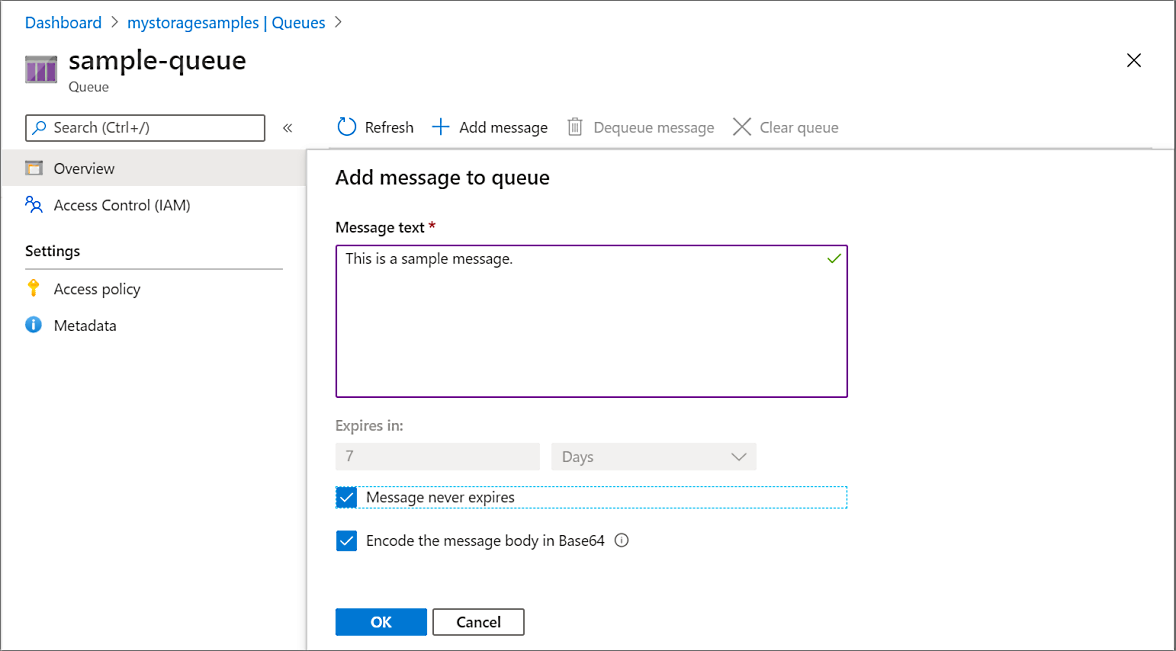 Dashboard > mystoragesamples | Queues >
sample-queue
Queue
Search (Ctrl+/)
«
Refresh
Add message
Dequeue message
Clear queue
Overview
Access Control (IAM)
Settings
Access policy
Metadata
Add message to queue
Message text *
This is a sample message.
Expires in:
7
Days
Message never expires
Encode the message body in Base64
OK
Cancel